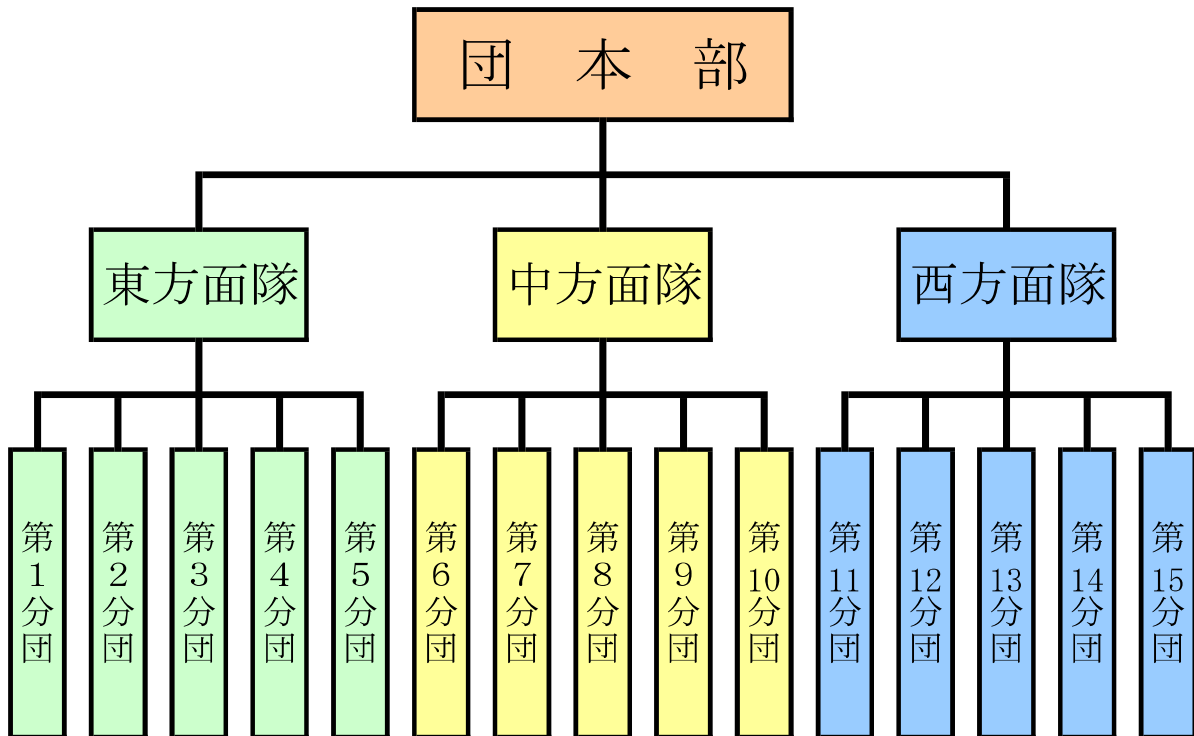 団本部
東方面隊
中方面隊
西方面隊
第1分団
第2分団
第3分団
第4分団
第5分団
第6分団
第7分団
第8分団
第9分団
第10分団
第11分団
第12分団
第13分団
第14分団
第15分団